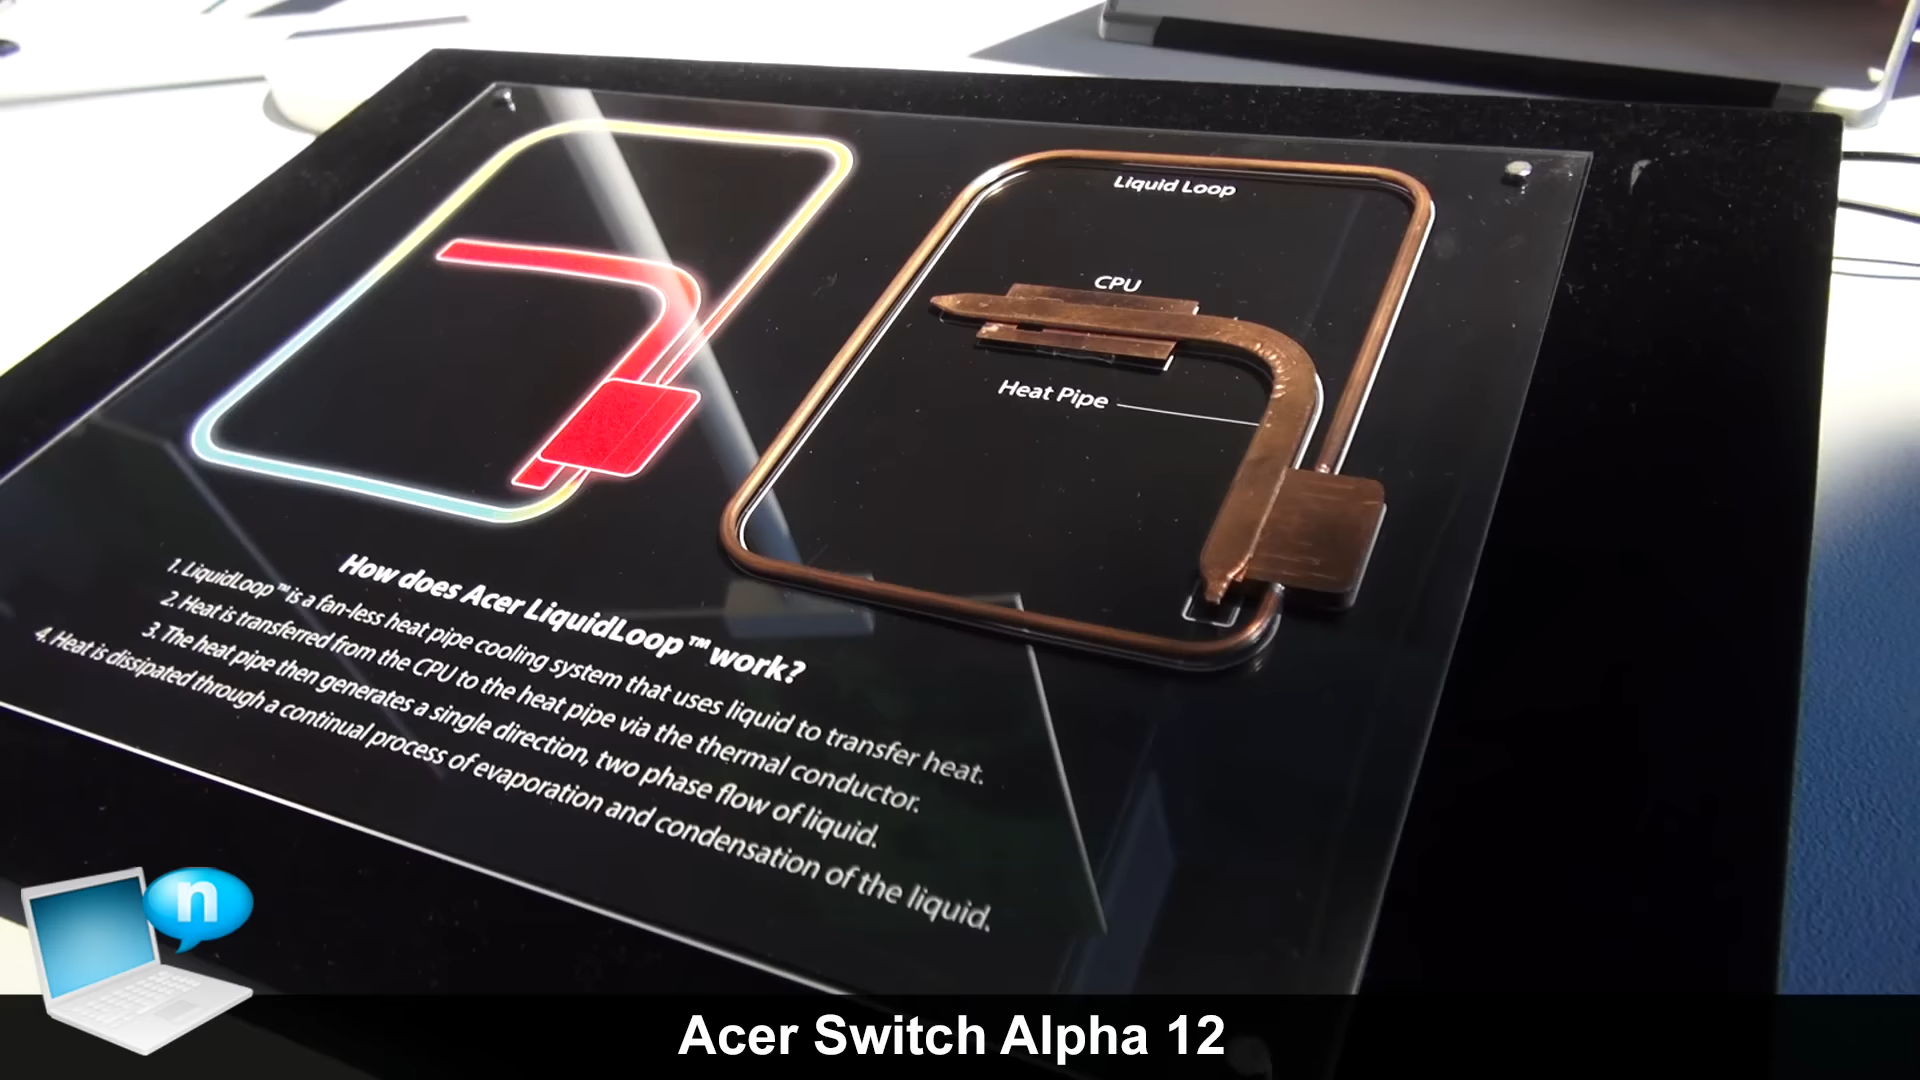 Liquid Loop
CPU
Heat Pipe
How does Acer LiquidLoop™ work?
1. LiquidLoop™ is a fan-less heat pipe cooling system that uses liquid to transfer heat.
2. Heat is transferred from the CPU to the heat pipe via the thermal conductor.
3. The heat pipe then generates a single direction, two phase flow of liquid.
4. Heat is dissipated through a continual process of evaporation and condensation of the liquid.
n
Acer Switch Alpha 12